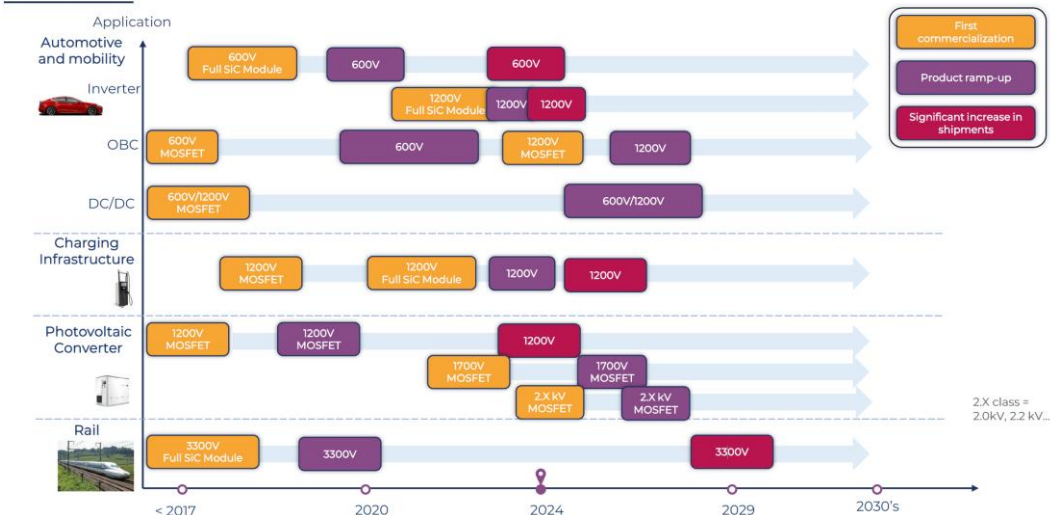 Application
Automotive
and mobility
Inverter
600V
Full SiC Module
600V
600V
1200V
Full SiC Module
1200V
1200V
OBC
600V
MOSFET
600V
1200V
MOSFET
1200V
DC/DC
600V/1200V
MOSFET
600V/1200V
Charging
Infrastructure
1200V
MOSFET
1200V
Full SiC Module
1200V
1200V
Photovoltaic
Converter
1200V
MOSFET
1200V
MOSFET
1200V
1700V
MOSFET
1700V
MOSFET
2.X kV
MOSFET
2.X kV
MOSFET
Rail
3300V
Full SiC Module
3300V
3300V
< 2017
2020
2024
2029
2030's
First
commercialization
Product ramp-up
Significant increase in
shipments
2.X class =
2.0kV, 2.2 kV...